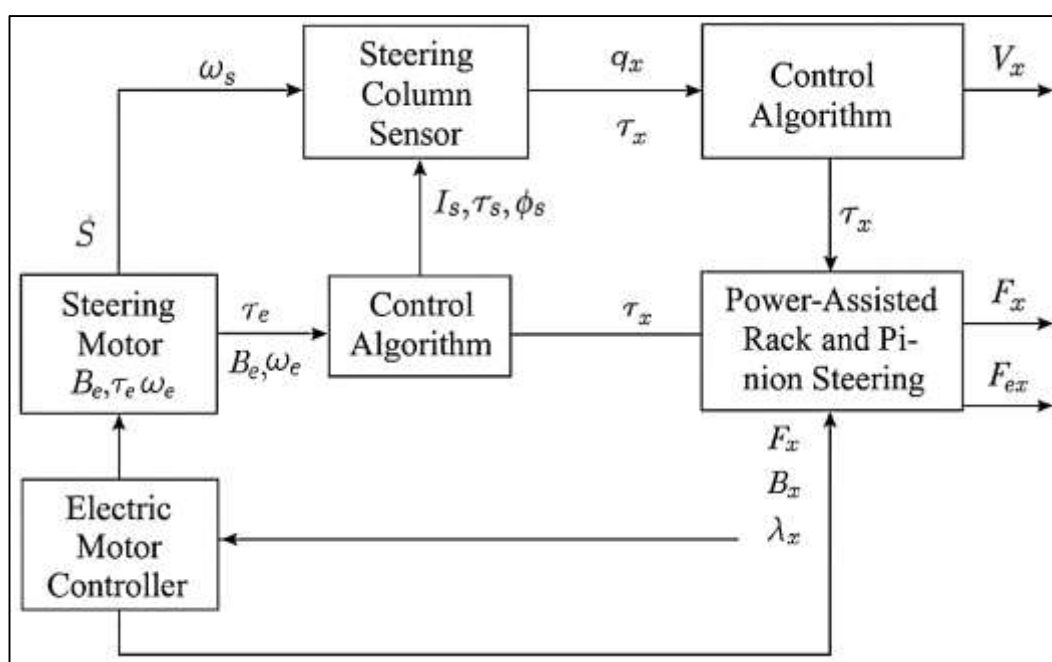 ω_s
Steering
Column
Sensor
q_x
τ_x
Control
Algorithm
V_x
I_s,τ_s,ϕ_s
τ_x
Ṡ
Steering
Motor
B_e,τ_e ω_e
τ_e
B_e,ω_e
Control
Algorithm
τ_x
Power-Assisted
Rack and Pi-
nion Steering
F_x
F_ex
F_x
B_x
λ_x
Electric
Motor
Controller